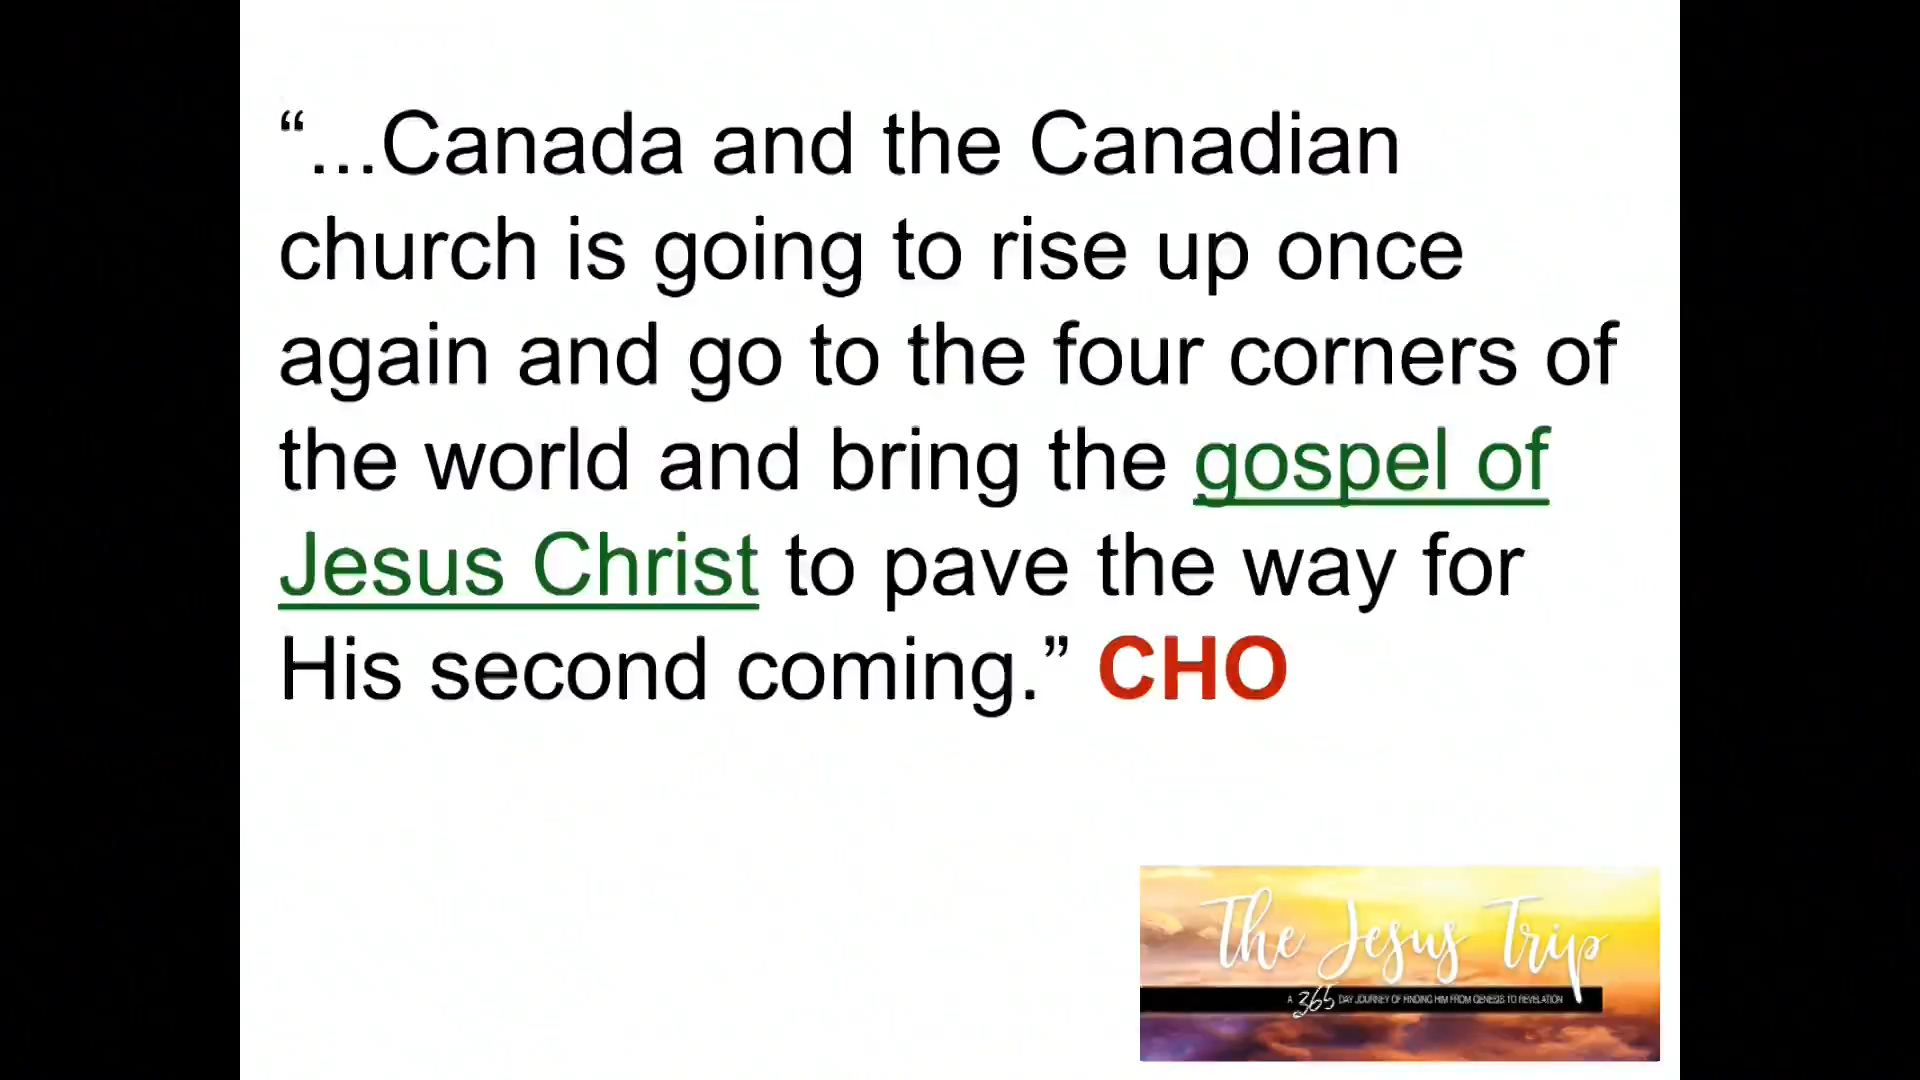 “...Canada and the Canadian
church is going to rise up once
again and go to the four corners of
the world and bring the gospel of
Jesus Christ to pave the way for
His second coming.” CHO
The Jesus Trip
A 365 DAY JOURNEY OF FINDING HIM FROM GENESIS TO REVELATION